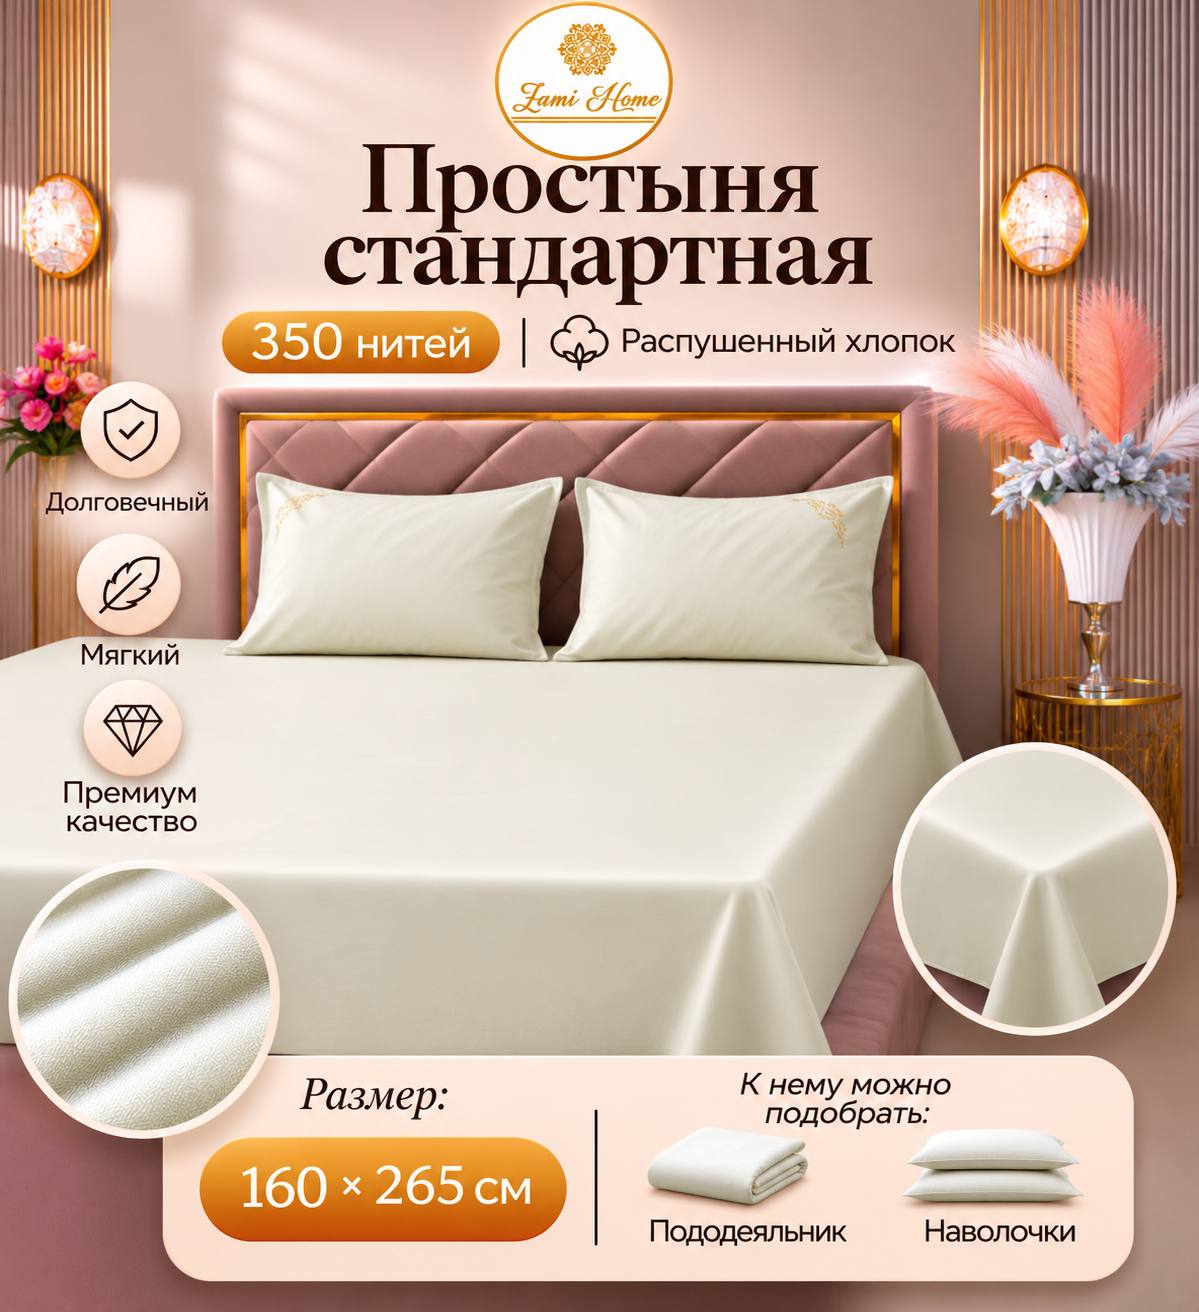 Zami Home
Простыня
стандартная
350 нитей
Распушенный хлопок
Долговечный
Мягкий
Премиум
качество
Размер:
160 × 265 см
К нему можно
подобрать:
Пододеяльник
Наволочки